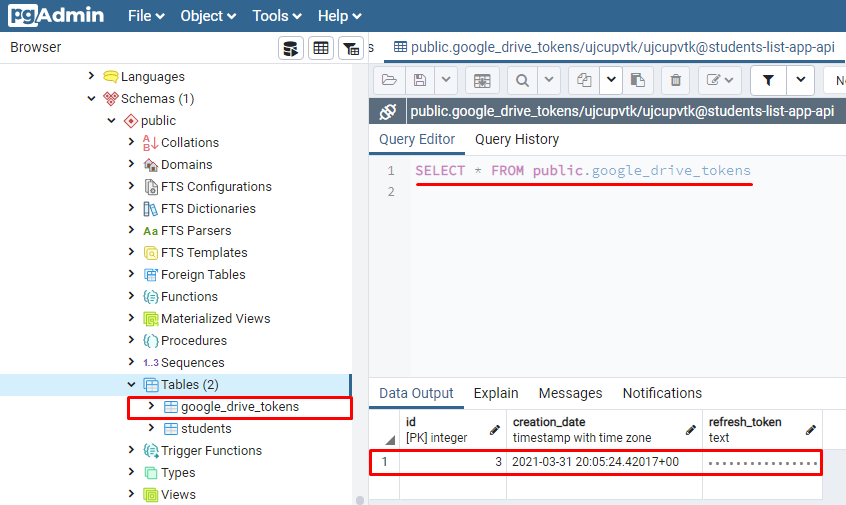 pgAdmin File Object Tools Help
Browser
s public.google_drive_tokens/ujcupvtk/ujcupvtk@students-list-app-api
Languages
Schemas (1)
public
Collations
Domains
FTS Configurations
FTS Dictionaries
Aa FTS Parsers
FTS Templates
Foreign Tables
Functions
Materialized Views
Procedures
1..3 Sequences
Tables (2)
google_drive_tokens
students
Trigger Functions
Types
Views
No
public.google_drive_tokens/ujcupvtk/ujcupvtk@students-list-app-api
Query Editor Query History
1 SELECT * FROM public.google_drive_tokens
2
Data Output Explain Messages Notifications
id creation_date refresh_token
[PK] integer timestamp with time zone text
1 3 2021-03-31 20:05:24.42017+00 ................